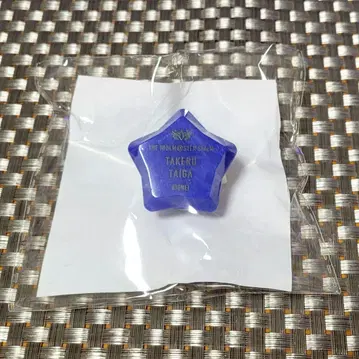 THE IDOLM@STER SideM
TAKERU
TAIGA